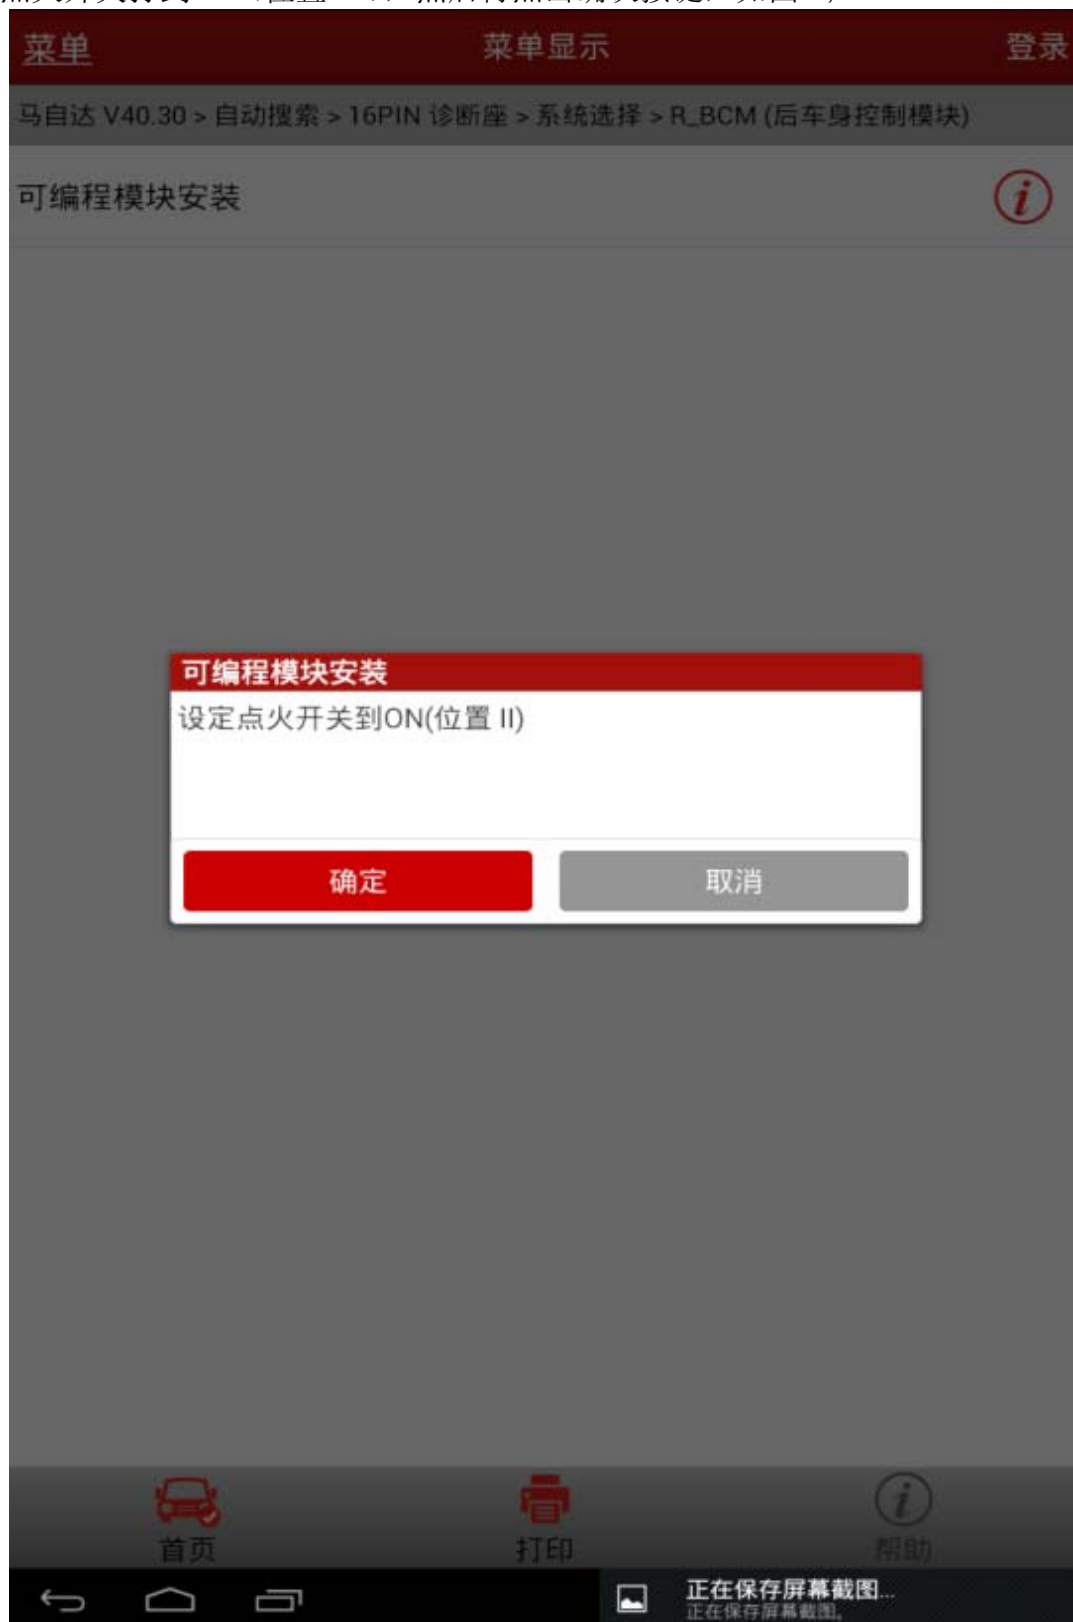 菜单
菜单显示
登录
马自达 V40.30 > 自动搜索 > 16PIN 诊断座 > 系统选择 > R_BCM (后车身控制模块)
可编程模块安装
可编程模块安装
设定点火开关到ON(位置 II)
确定
取消
首页
打印
帮助
正在保存屏幕截图...
正在保存屏幕截图。